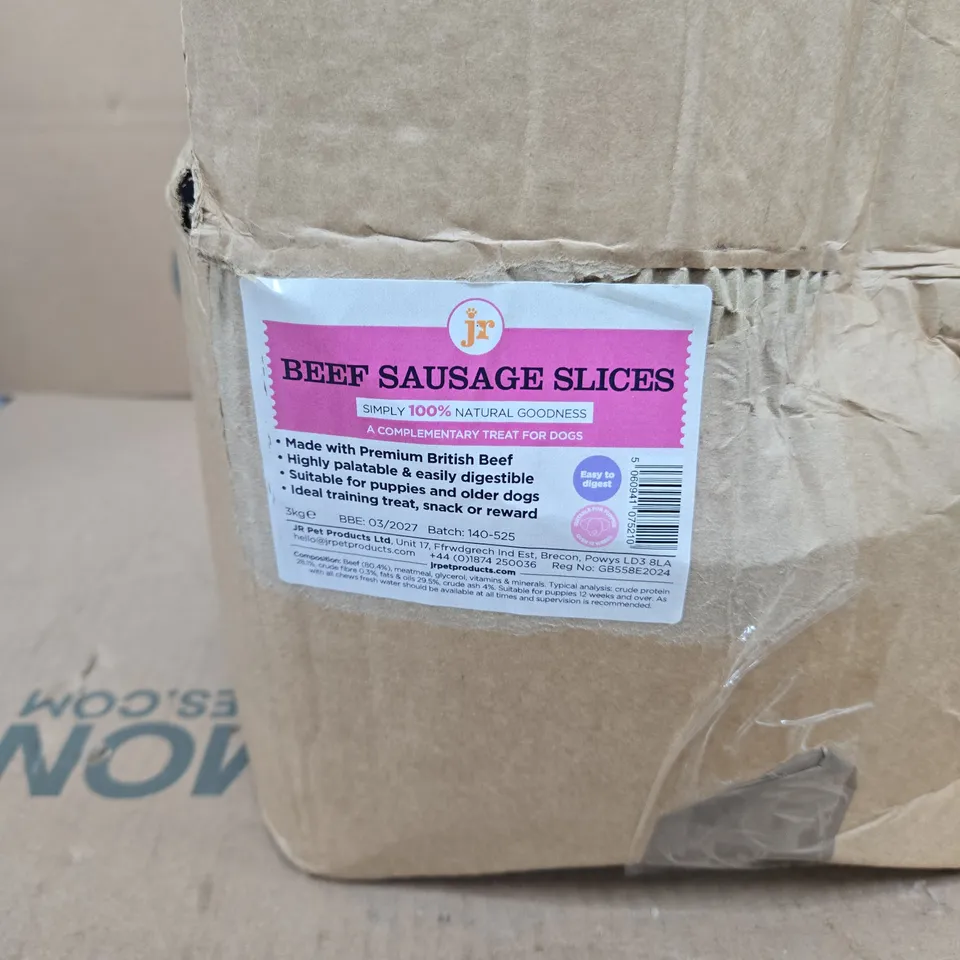 jr
BEEF SAUSAGE SLICES
SIMPLY 100% NATURAL GOODNESS
A COMPLEMENTARY TREAT FOR DOGS
• Made with Premium British Beef
• Highly palatable & easily digestible
• Suitable for puppies and older dogs
• Ideal training treat, snack or reward
Easy to
digest
3kg℮ BBE: 03/2027 Batch: 140-525
JR Pet Products Ltd, Unit 17, Ffrwdgrech Ind Est, Brecon, Powys LD3 8LA
hello@jrpetproducts.com +44 (0)1874 250036 Reg No: GB558E2024
jrpetproducts.com
Composition: Beef (80.4%), meatmeal, glycerol, vitamins & minerals. Typical analysis: crude protein
28.1%, crude fibre 0.3%, fats & oils 29.5%, crude ash 4%. Suitable for puppies 12 weeks and over. As
with all chews fresh water should be available at all times and supervision is recommended.
5 060941 075210
ES.COM
MON